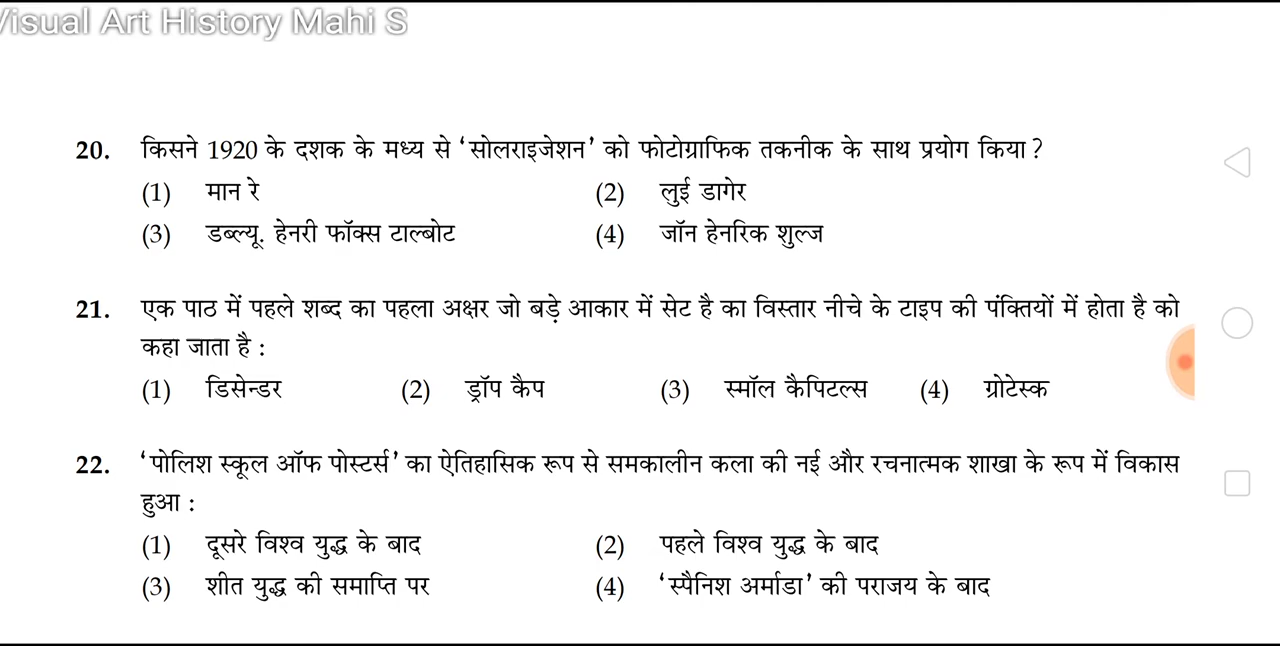 Visual Art History Mahi S
20. किसने 1920 के दशक के मध्य से ‘सोलराइजेशन’ को फोटोग्राफिक तकनीक के साथ प्रयोग किया?
(1) मान रे (2) लुई डागेर
(3) डब्ल्यू. हेनरी फॉक्स टाल्बोट (4) जॉन हेनरिक शुल्ज
21. एक पाठ में पहले शब्द का पहला अक्षर जो बड़े आकार में सेट है का विस्तार नीचे के टाइप की पंक्तियों में होता है को
कहा जाता है :
(1) डिसेन्डर (2) ड्रॉप कैप (3) स्मॉल कैपिटल्स (4) ग्रोटेस्क
22. ‘पोलिश स्कूल ऑफ पोस्टर्स’ का ऐतिहासिक रूप से समकालीन कला की नई और रचनात्मक शाखा के रूप में विकास
हुआ :
(1) दूसरे विश्व युद्ध के बाद (2) पहले विश्व युद्ध के बाद
(3) शीत युद्ध की समाप्ति पर (4) ‘स्पैनिश अर्माडा’ की पराजय के बाद